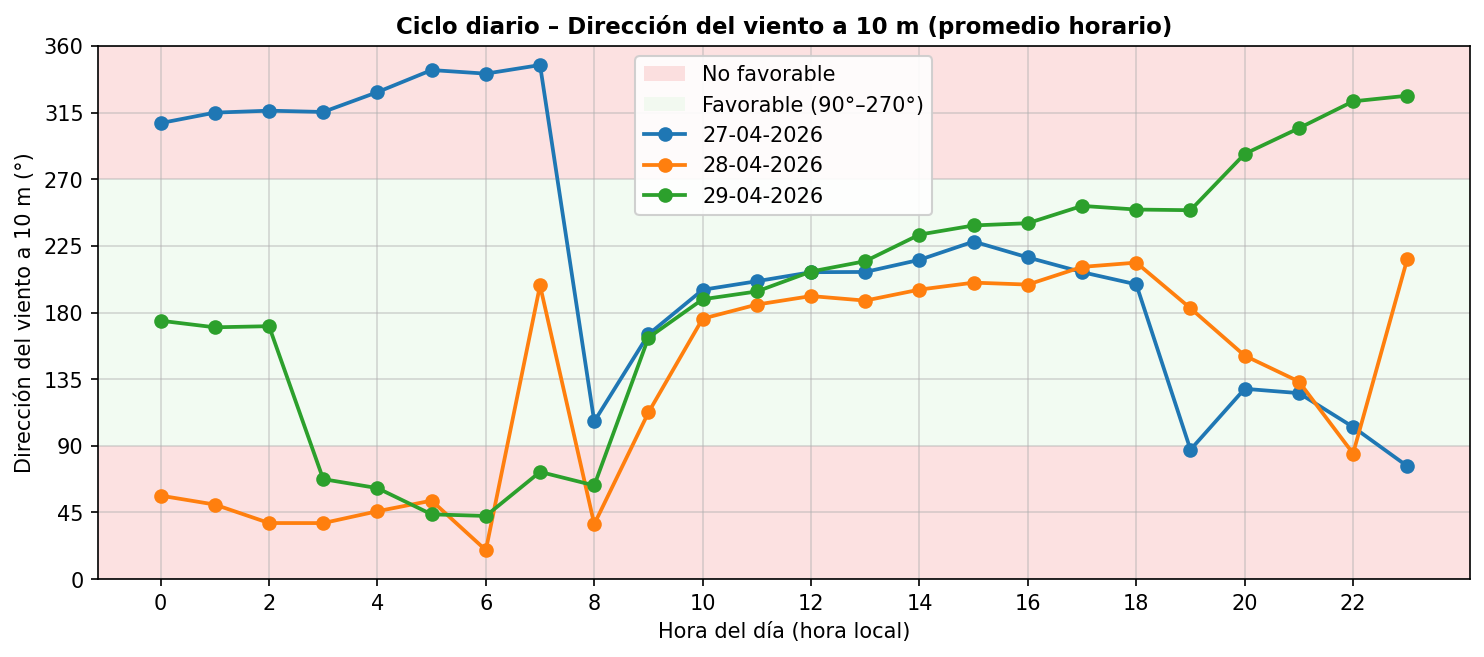 Ciclo diario – Dirección del viento a 10 m (promedio horario)
Dirección del viento a 10 m (°)
360
315
270
225
180
135
90
45
0
No favorable
Favorable (90°–270°)
27-04-2026
28-04-2026
29-04-2026
0 2 4 6 8 10 12 14 16 18 20 22
Hora del día (hora local)